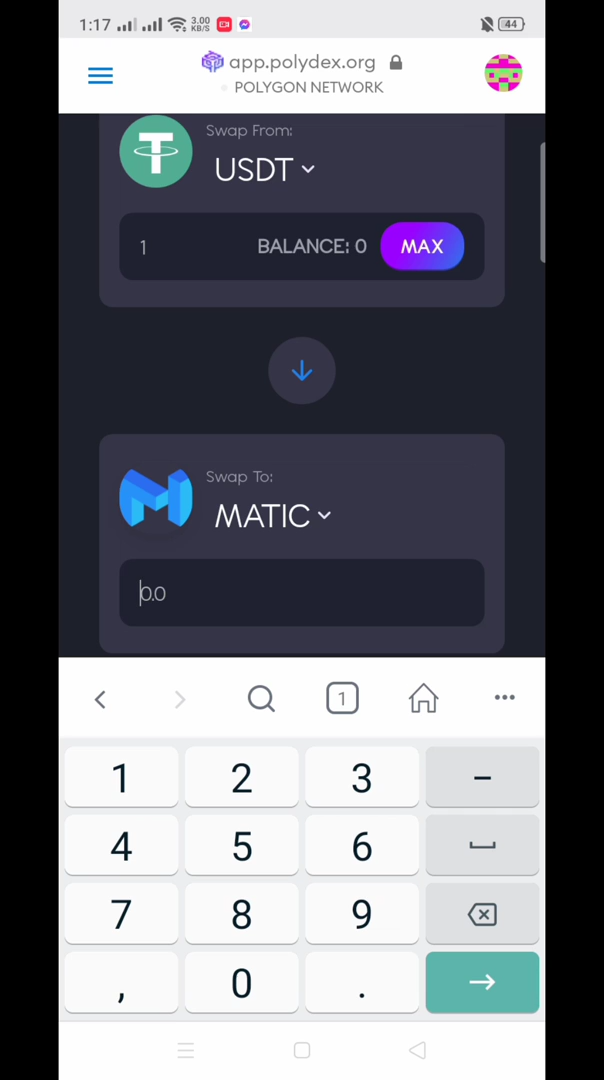 1:17 3.00 KB/S 44
app.polydex.org
POLYGON NETWORK
Swap From:
USDT
1 BALANCE: 0 MAX
Swap To:
MATIC
0.0
1
1 2 3 -
4 5 6
7 8 9
, 0 .